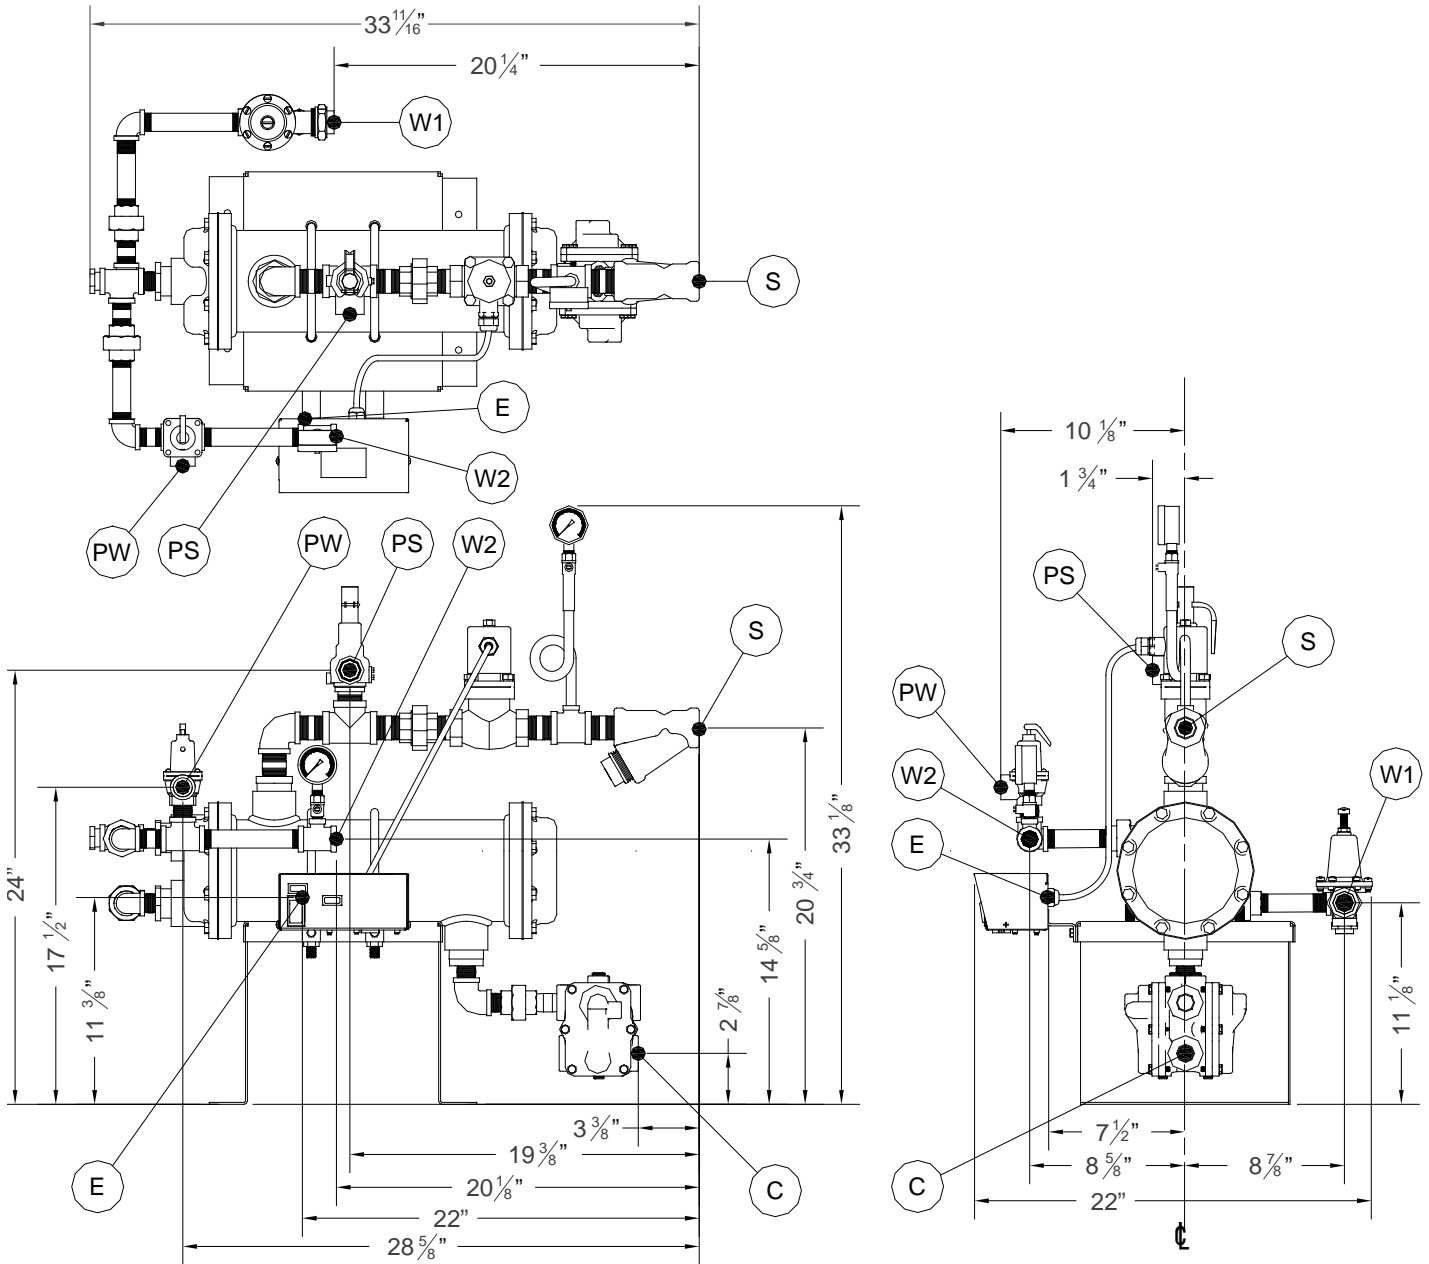 33 11/16”
20 1/4”
W1
S
E
W2
PW
PS
PW
PS
W2
S
24”
17 1/2”
11 3/8”
33 1/8”
20 3/4”
14 5/8”
2 7/8”
3 3/8”
19 3/8”
20 1/8”
22”
28 5/8”
E
C
10 1/8”
1 3/4”
PS
S
PW
W2
W1
E
11 1/8”
7 1/2”
8 5/8”
8 7/8”
22”
C
℄